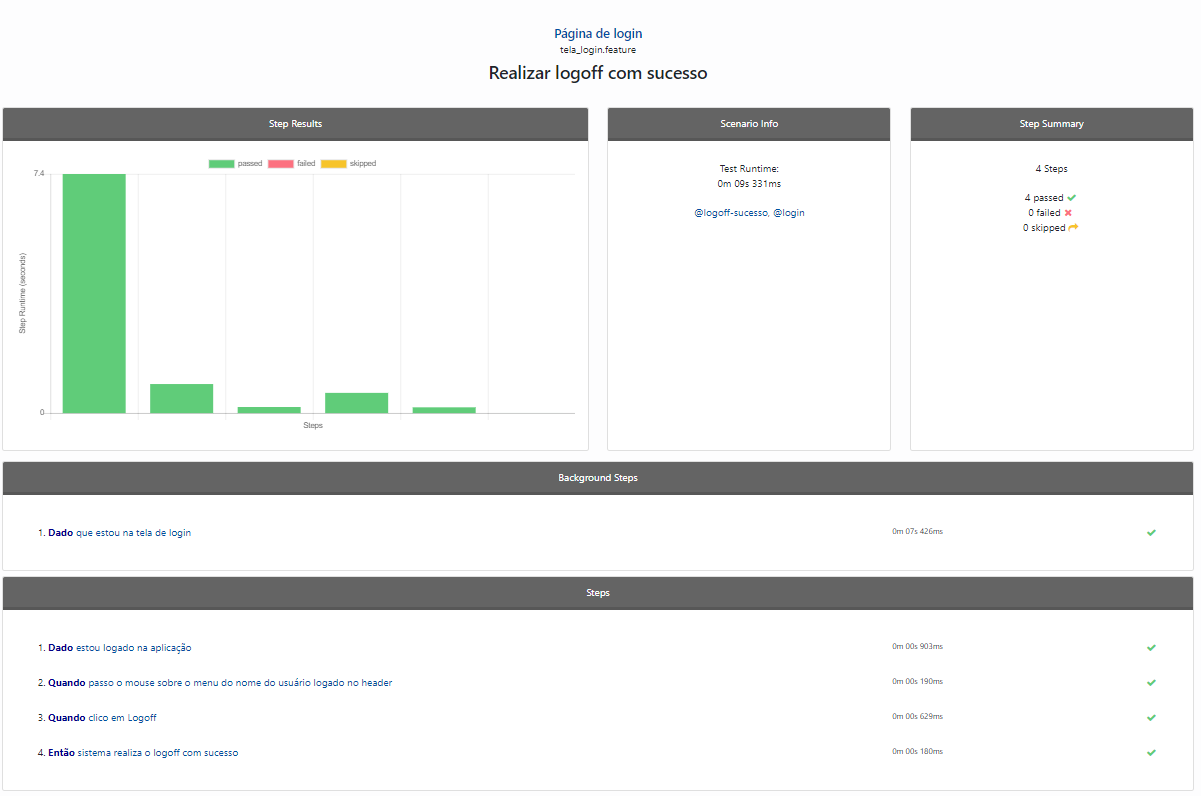 Página de login
tela_login.feature
Realizar logoff com sucesso
Step Results
passed failed skipped
7.4
Step Runtime (seconds)
0
Steps
Scenario Info
Test Runtime:
0m 09s 331ms
@logoff-sucesso, @login
Step Summary
4 Steps
4 passed
0 failed
0 skipped
Background Steps
1. Dado que estou na tela de login 0m 07s 426ms
Steps
1. Dado estou logado na aplicação 0m 00s 903ms
2. Quando passo o mouse sobre o menu do nome do usuário logado no header 0m 00s 190ms
3. Quando clico em Logoff 0m 00s 629ms
4. Então sistema realiza o logoff com sucesso 0m 00s 180ms